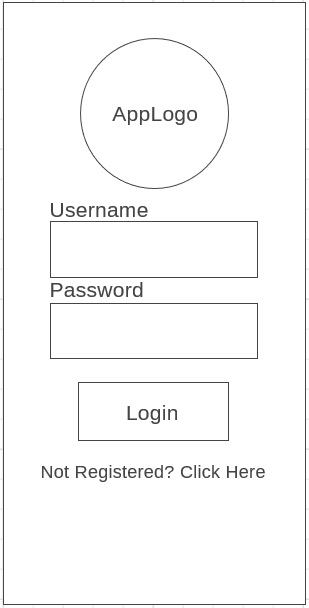 AppLogo
Username
Password
Login
Not Registered? Click Here